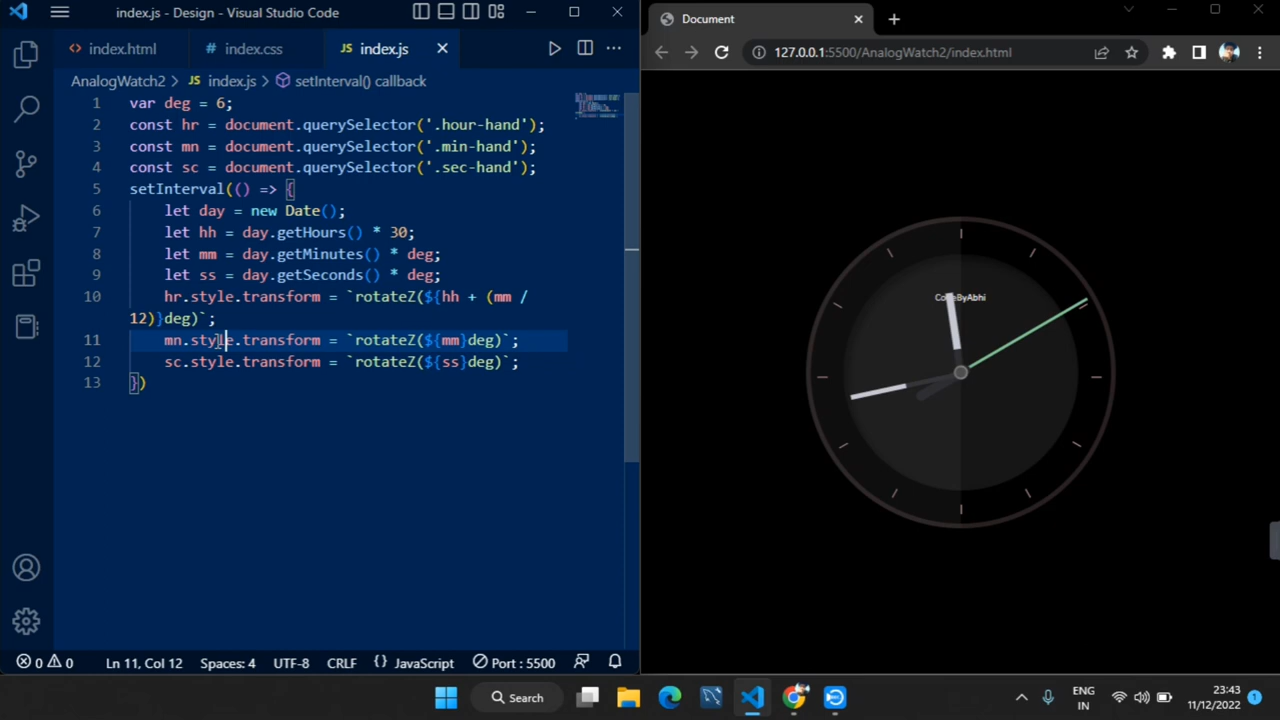 index.js - Design - Visual Studio Code
index.html
index.css
JS index.js
AnalogWatch2 > JS index.js > setInterval() callback
1 var deg = 6;
2 const hr = document.querySelector('.hour-hand');
3 const mn = document.querySelector('.min-hand');
4 const sc = document.querySelector('.sec-hand');
5 setInterval(() => {
6 let day = new Date();
7 let hh = day.getHours() * 30;
8 let mm = day.getMinutes() * deg;
9 let ss = day.getSeconds() * deg;
10 hr.style.transform = `rotateZ(${hh + (mm /
12)}deg)`;
11 mn.style.transform = `rotateZ(${mm}deg)`;
12 sc.style.transform = `rotateZ(${ss}deg)`;
13 })
0 0 Ln 11, Col 12 Spaces: 4 UTF-8 CRLF {} JavaScript Port : 5500
Document
127.0.0.1:5500/AnalogWatch2/index.html
CodeByAbhi
Search
ENG
IN
23:43
11/12/2022
1